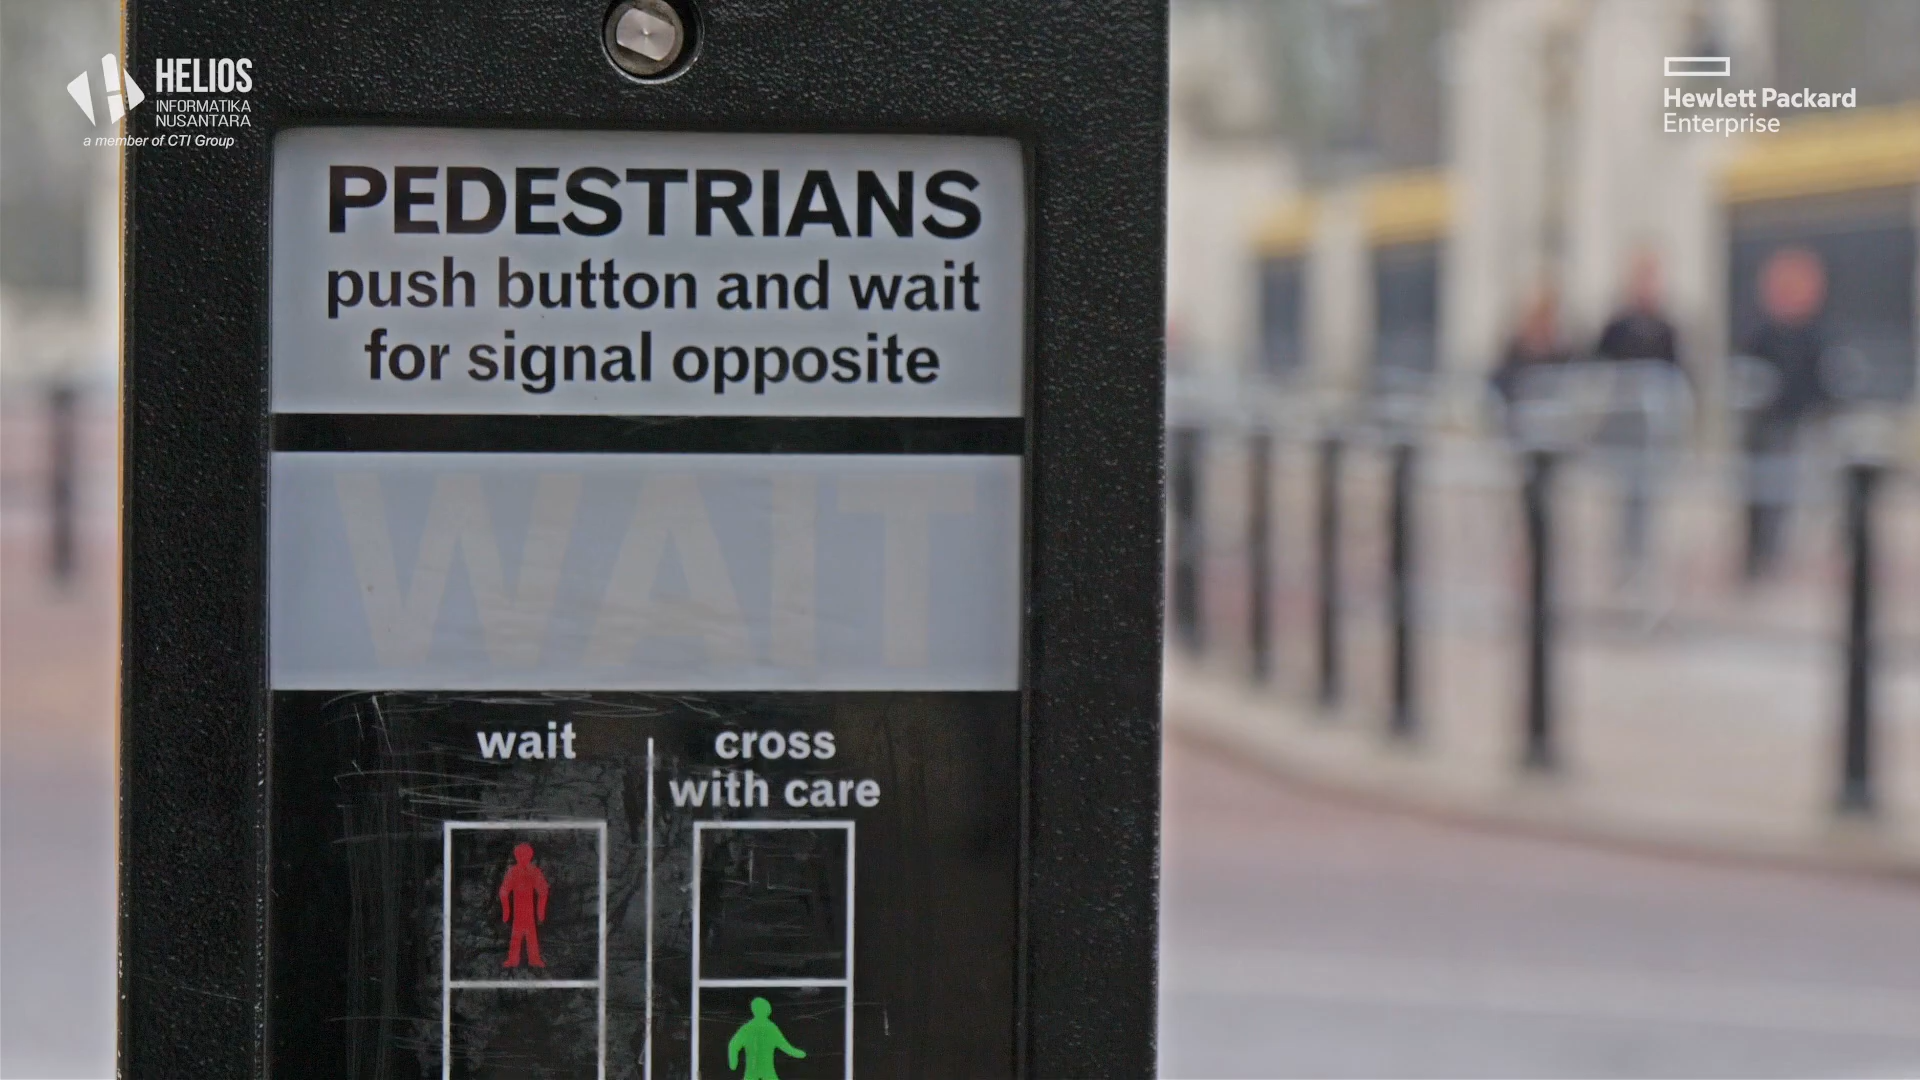 HELIOS
INFORMATIKA
NUSANTARA
a member of CTI Group
Hewlett Packard
Enterprise
PEDESTRIANS
push button and wait
for signal opposite
WAIT
wait
cross
with care